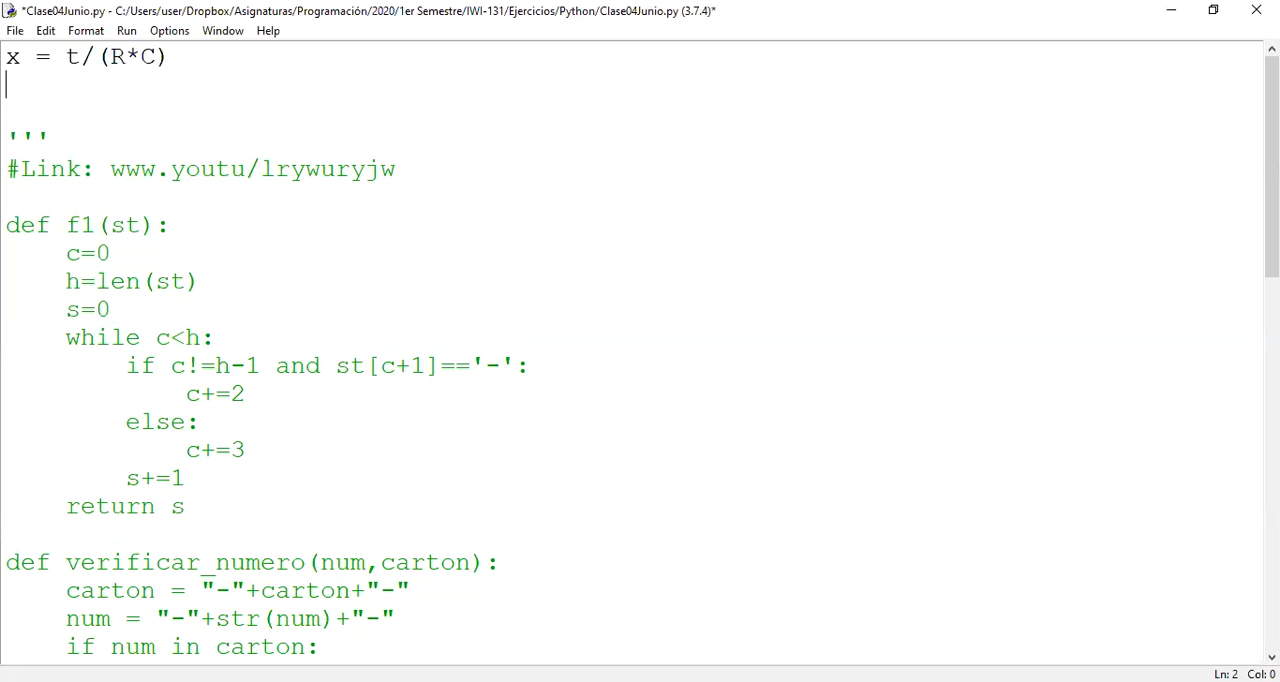 *Clase04Junio.py - C:/Users/user/Dropbox/Asignaturas/Programación/2020/1er Semestre/IWI-131/Ejercicios/Python/Clase04Junio.py (3.7.4)*
File Edit Format Run Options Window Help
x = t/(R*C)
'''
#Link: www.youtu/lrywuryjw
def f1(st):
    c=0
    h=len(st)
    s=0
    while c<h:
        if c!=h-1 and st[c+1]=='-':
            c+=2
        else:
            c+=3
        s+=1
    return s
def verificar_numero(num,carton):
    carton = "-"+carton+"-"
    num = "-"+str(num)+"-"
    if num in carton:
Ln: 2 Col: 0